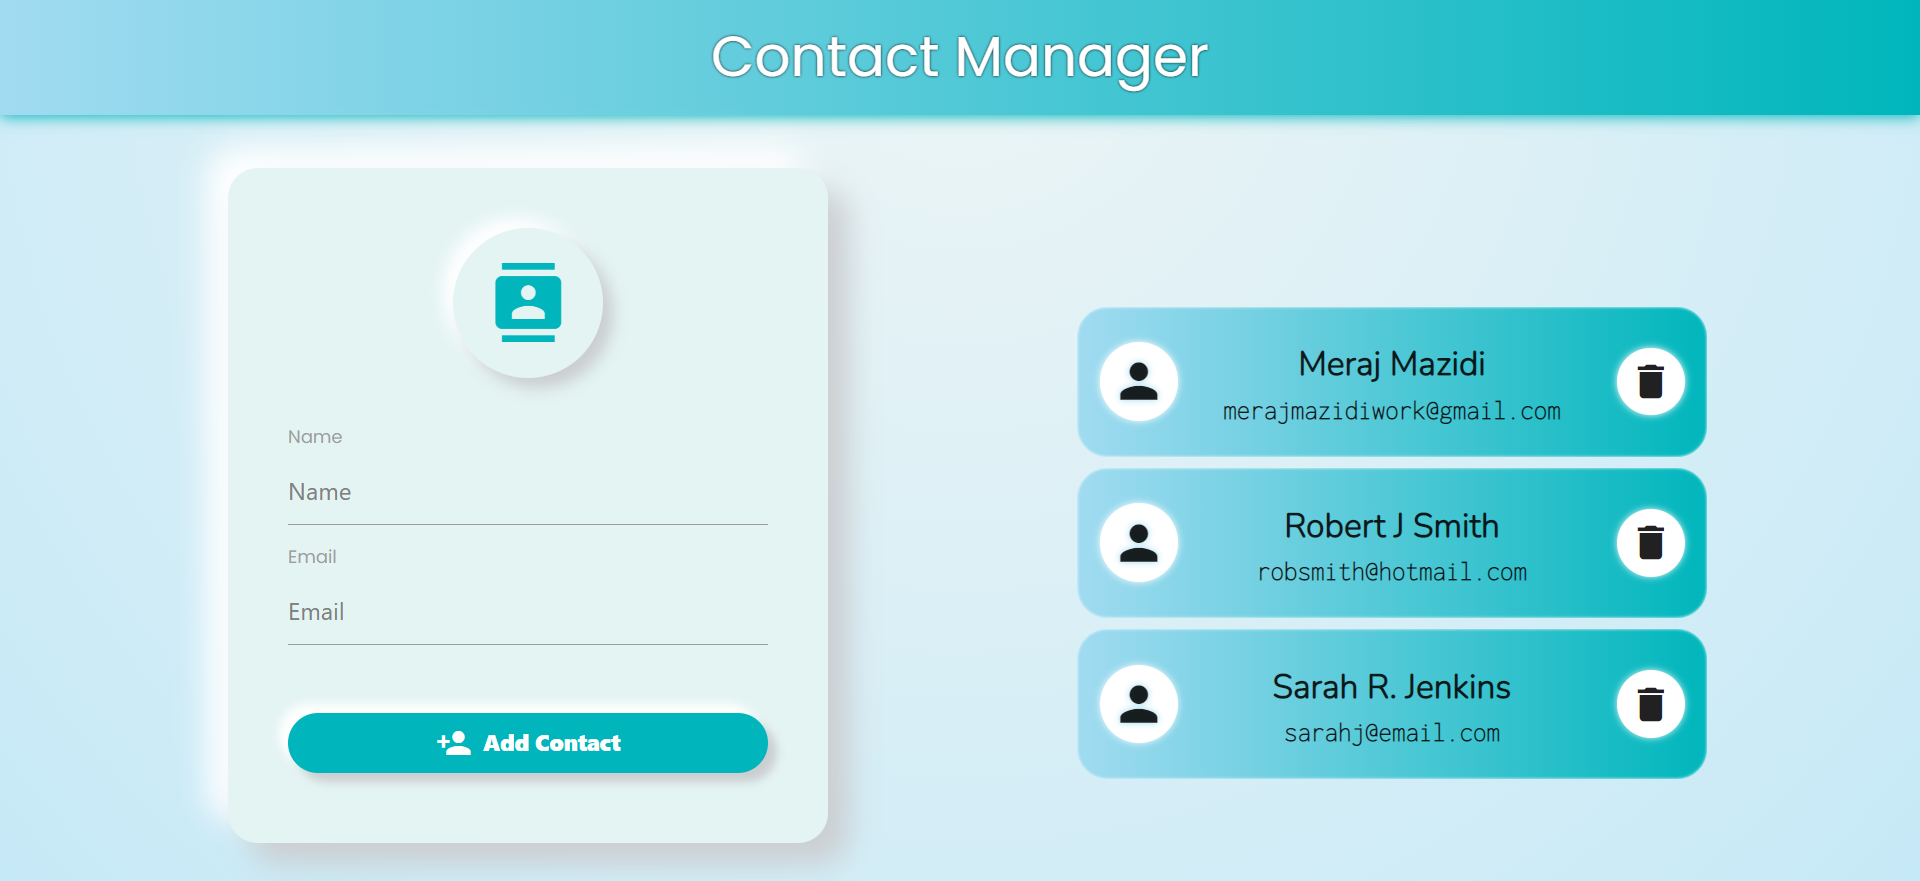 Contact Manager
Name
Name
Email
Email
Add Contact
Meraj Mazidi
merajmazidiwork@gmail.com
Robert J Smith
robsmith@hotmail.com
Sarah R. Jenkins
sarahj@email.com